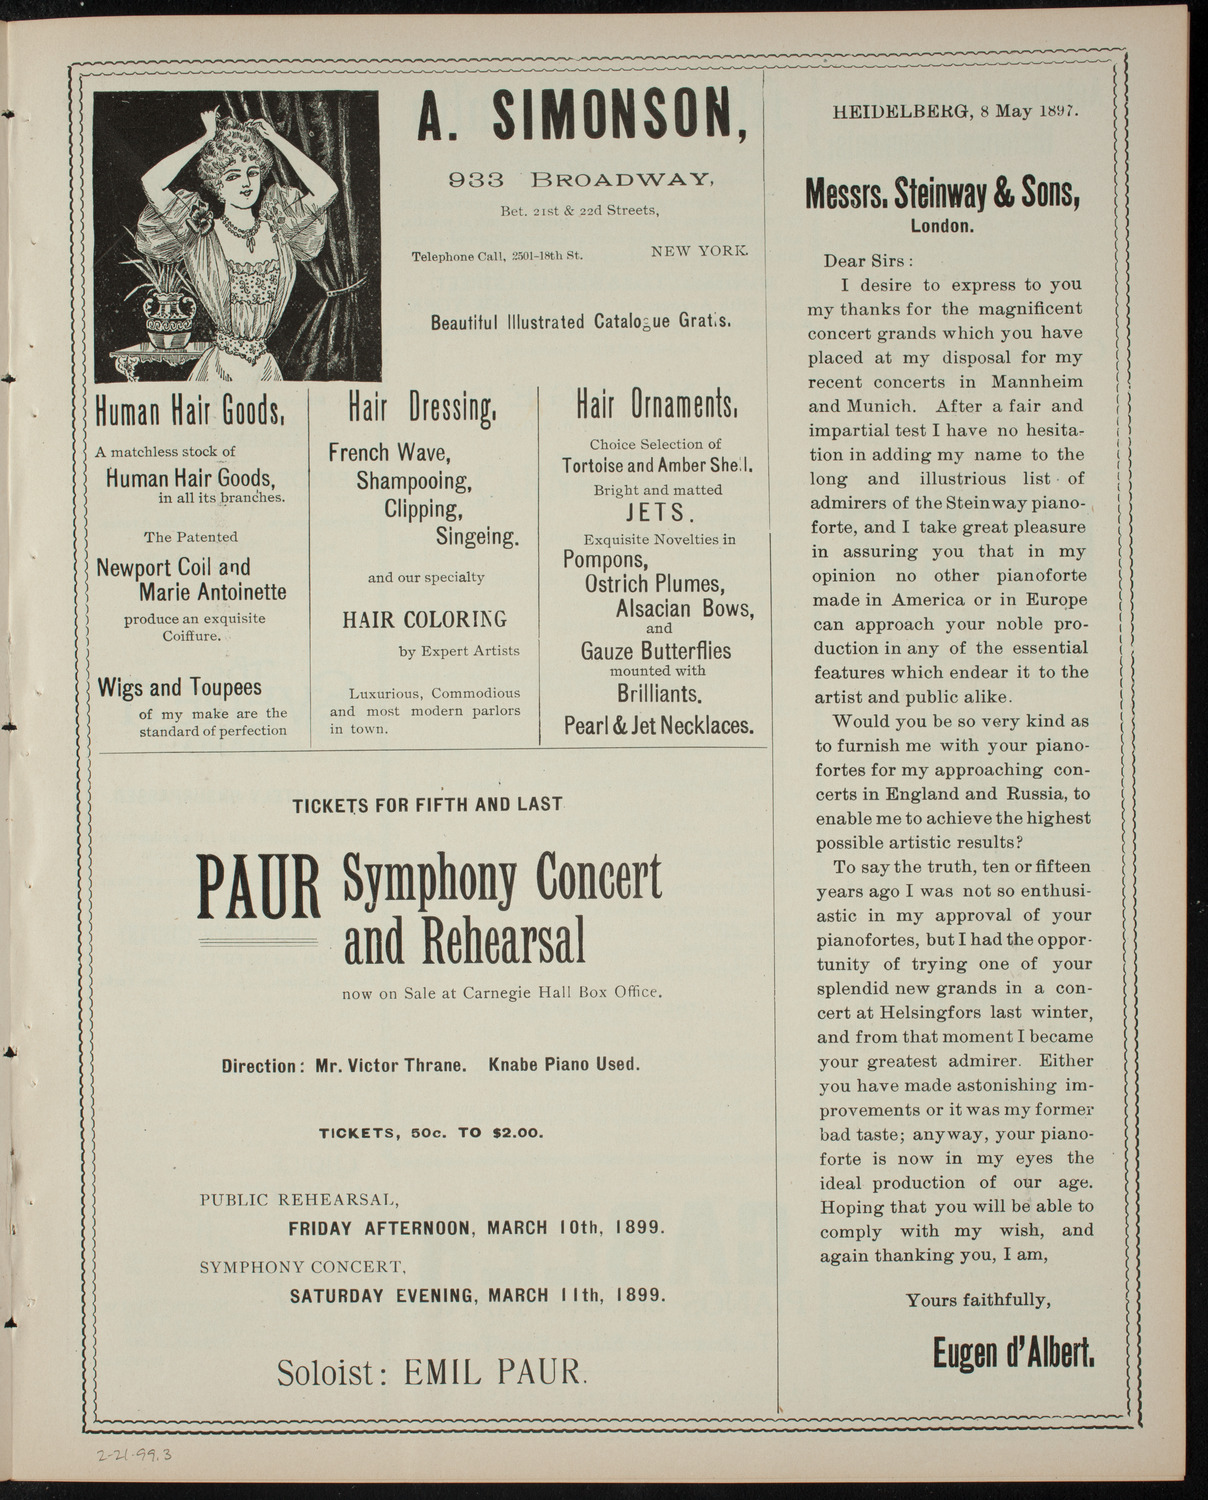 A. SIMONSON,
933 BROADWAY,
Bet. 21st & 22d Streets,
Telephone Call, 2501-18th St. NEW YORK.
Beautiful Illustrated Catalogue Gratis.
Human Hair Goods,
A matchless stock of
Human Hair Goods,
in all its branches.
The Patented
Newport Coil and
Marie Antoinette
produce an exquisite
Coiffure.
Wigs and Toupees
of my make are the
standard of perfection
Hair Dressing,
French Wave,
Shampooing,
Clipping,
Singeing.
and our specialty
HAIR COLORING
by Expert Artists
Luxurious, Commodious
and most modern parlors
in town.
Hair Ornaments,
Choice Selection of
Tortoise and Amber Shell.
Bright and matted
JETS.
Exquisite Novelties in
Pompons,
Ostrich Plumes,
Alsacian Bows,
and
Gauze Butterflies
mounted with
Brilliants.
Pearl & Jet Necklaces.
TICKETS FOR FIFTH AND LAST
PAUR Symphony Concert
and Rehearsal
now on Sale at Carnegie Hall Box Office.
Direction: Mr. Victor Thrane. Knabe Piano Used.
TICKETS, 50c. TO $2.00.
PUBLIC REHEARSAL,
FRIDAY AFTERNOON, MARCH 10th, 1899.
SYMPHONY CONCERT,
SATURDAY EVENING, MARCH 11th, 1899.
Soloist: EMIL PAUR.
HEIDELBERG, 8 May 1897.
Messrs. Steinway & Sons,
London.
Dear Sirs:
I desire to express to you
my thanks for the magnificent
concert grands which you have
placed at my disposal for my
recent concerts in Mannheim
and Munich. After a fair and
impartial test I have no hesita-
tion in adding my name to the
long and illustrious list of
admirers of the Steinway piano-
forte, and I take great pleasure
in assuring you that in my
opinion no other pianoforte
made in America or in Europe
can approach your noble pro-
duction in any of the essential
features which endear it to the
artist and public alike.
Would you be so very kind as
to furnish me with your piano-
fortes for my approaching con-
certs in England and Russia, to
enable me to achieve the highest
possible artistic results?
To say the truth, ten or fifteen
years ago I was not so enthusi-
astic in my approval of your
pianofortes, but I had the oppor-
tunity of trying one of your
splendid new grands in a con-
cert at Helsingfors last winter,
and from that moment I became
your greatest admirer. Either
you have made astonishing im-
provements or it was my former
bad taste; anyway, your piano-
forte is now in my eyes the
ideal production of our age.
Hoping that you will be able to
comply with my wish, and
again thanking you, I am,
Yours faithfully,
Eugen d'Albert.
2-21-99.3